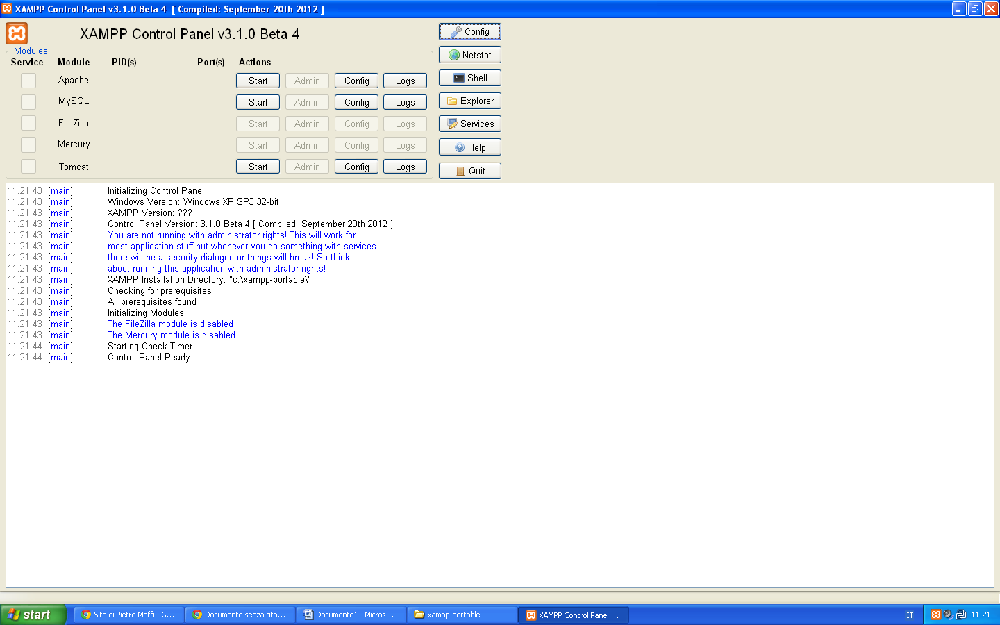 XAMPP Control Panel v3.1.0 Beta 4 [ Compiled: September 20th 2012 ]
XAMPP Control Panel v3.1.0 Beta 4
Config
Netstat
Shell
Explorer
Services
Help
Quit
Modules
Service Module PID(s) Port(s) Actions
Apache Start Admin Config Logs
MySQL Start Admin Config Logs
FileZilla Start Admin Config Logs
Mercury Start Admin Config Logs
Tomcat Start Admin Config Logs
11.21.43 [main] Initializing Control Panel
11.21.43 [main] Windows Version: Windows XP SP3 32-bit
11.21.43 [main] XAMPP Version: ???
11.21.43 [main] Control Panel Version: 3.1.0 Beta 4 [ Compiled: September 20th 2012 ]
11.21.43 [main] You are not running with administrator rights! This will work for
11.21.43 [main] most application stuff but whenever you do something with services
11.21.43 [main] there will be a security dialogue or things will break! So think
11.21.43 [main] about running this application with administrator rights!
11.21.43 [main] XAMPP Installation Directory: "c:\xampp-portable\"
11.21.43 [main] Checking for prerequisites
11.21.43 [main] All prerequisites found
11.21.43 [main] Initializing Modules
11.21.43 [main] The FileZilla module is disabled
11.21.43 [main] The Mercury module is disabled
11.21.44 [main] Starting Check-Timer
11.21.44 [main] Control Panel Ready
start Sito di Pietro Maffi - G... Documento senza tito... Documento1 - Micros... xampp-portable XAMPP Control Panel ... IT 11.21